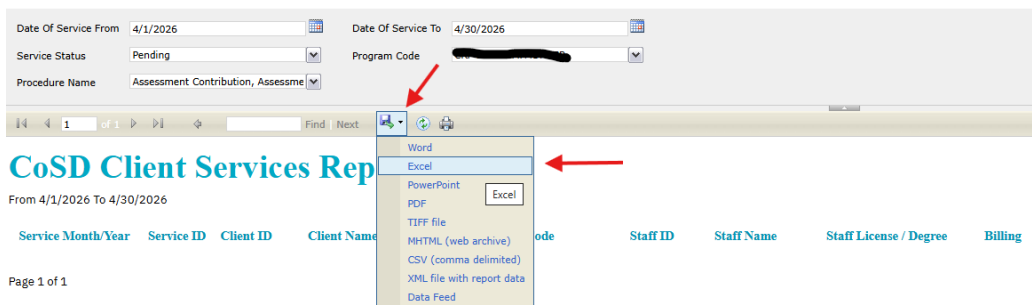 Date Of Service From 4/1/2026 Date Of Service To 4/30/2026
Service Status Pending Program Code
Procedure Name Assessment Contribution, Assessme
1 of 1 Find | Next
Word
Excel
PowerPoint
Excel
PDF
TIFF file
MHTML (web archive)
CSV (comma delimited)
XML file with report data
Data Feed
CoSD Client Services Rep
From 4/1/2026 To 4/30/2026
Service Month/Year Service ID Client ID Client Name ode Staff ID Staff Name Staff License / Degree Billing
Page 1 of 1